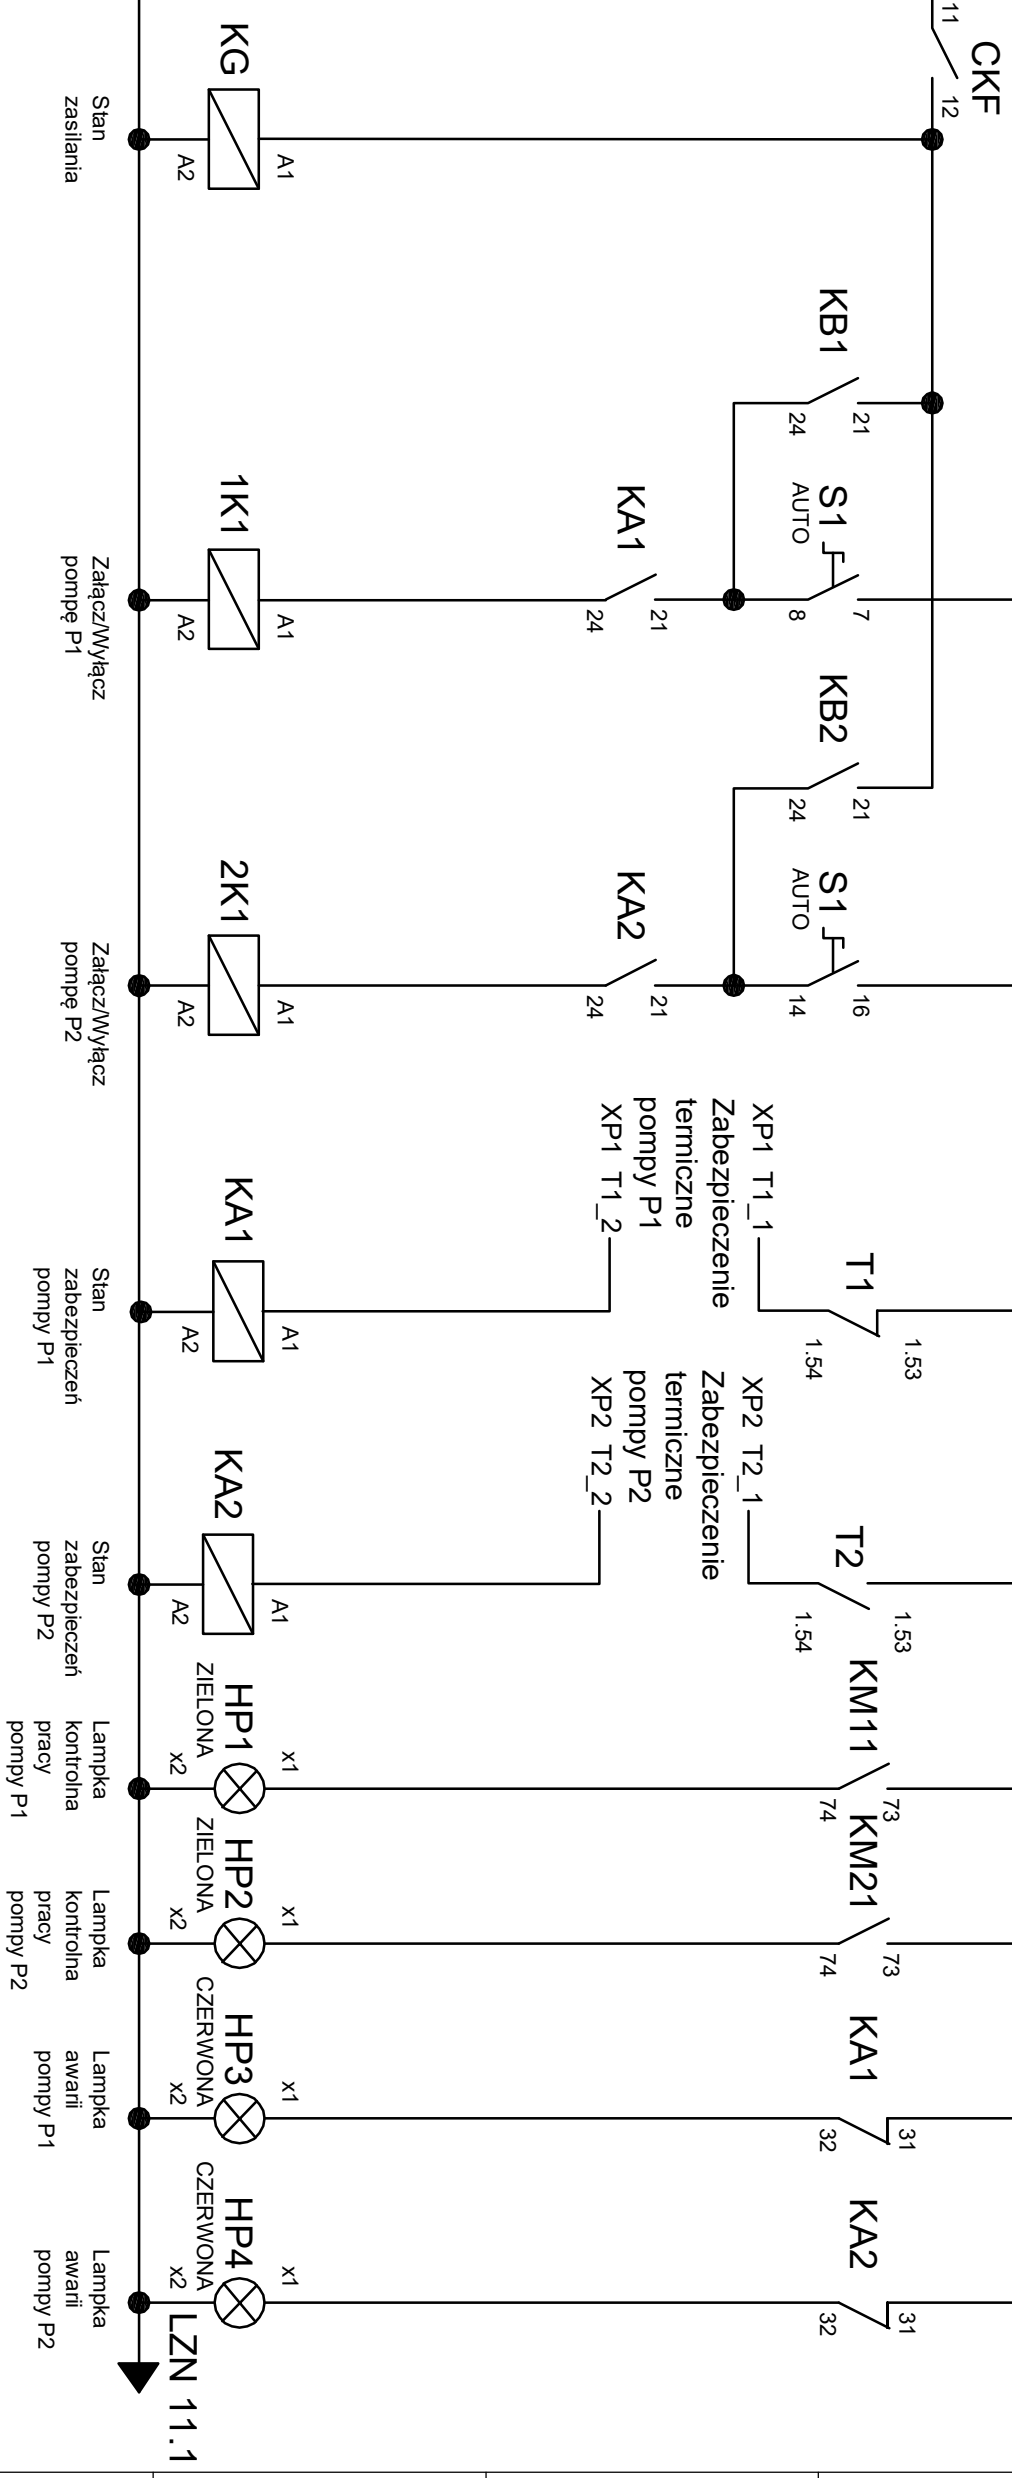 11
CKF
12
KG
A1
A2
Stan
zasilania
KB1
21
24
S1
AUTO
7
8
KA1
21
24
1K1
A1
A2
Załącz/Wyłącz
pompę P1
KB2
21
24
S1
AUTO
16
14
KA2
21
24
2K1
A1
A2
Załącz/Wyłącz
pompę P2
T1
1.53
1.54
XP1 T1_1
Zabezpieczenie
termiczne
pompy P1
XP1 T1_2
KA1
A1
A2
Stan
zabezpieczeń
pompy P1
T2
1.53
1.54
XP2 T2_1
Zabezpieczenie
termiczne
pompy P2
XP2 T2_2
KA2
A1
A2
Stan
zabezpieczeń
pompy P2
KM11
73
74
HP1
ZIELONA
x1
x2
Lampka
kontrolna
pracy
pompy P1
KM21
73
74
HP2
ZIELONA
x1
x2
Lampka
kontrolna
pracy
pompy P2
KA1
31
32
HP3
CZERWONA
x1
x2
Lampka
awarii
pompy P1
KA2
31
32
HP4
CZERWONA
x1
x2
Lampka
awarii
pompy P2
LZN 11.1